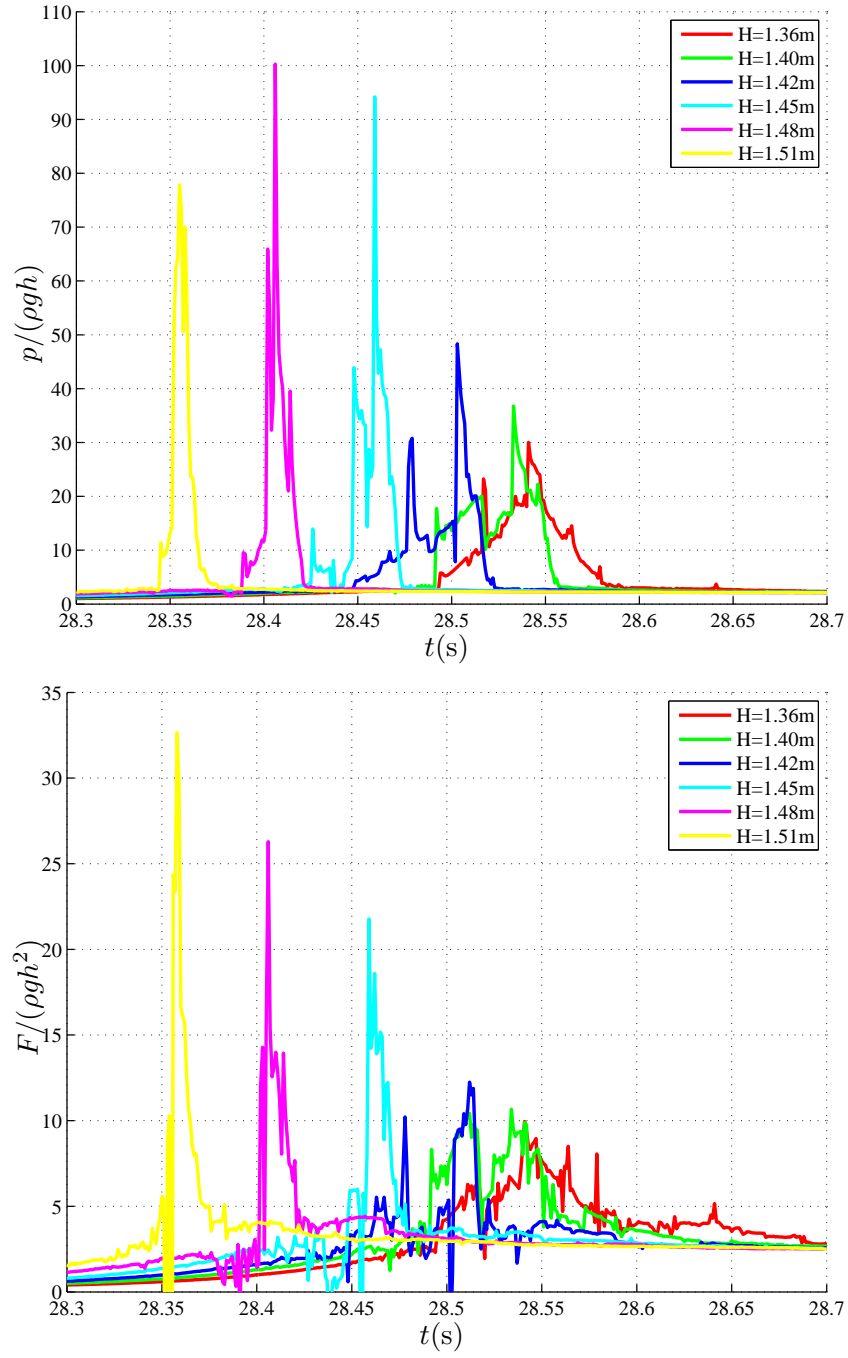 110
100
90
80
70
60
50
40
30
20
10
0
p/(ρgh)
H=1.36m
H=1.40m
H=1.42m
H=1.45m
H=1.48m
H=1.51m
28.3 28.35 28.4 28.45 28.5 28.55 28.6 28.65 28.7
t(s)
35
30
25
20
15
10
5
0
F/(ρgh²)
H=1.36m
H=1.40m
H=1.42m
H=1.45m
H=1.48m
H=1.51m
28.3 28.35 28.4 28.45 28.5 28.55 28.6 28.65 28.7
t(s)